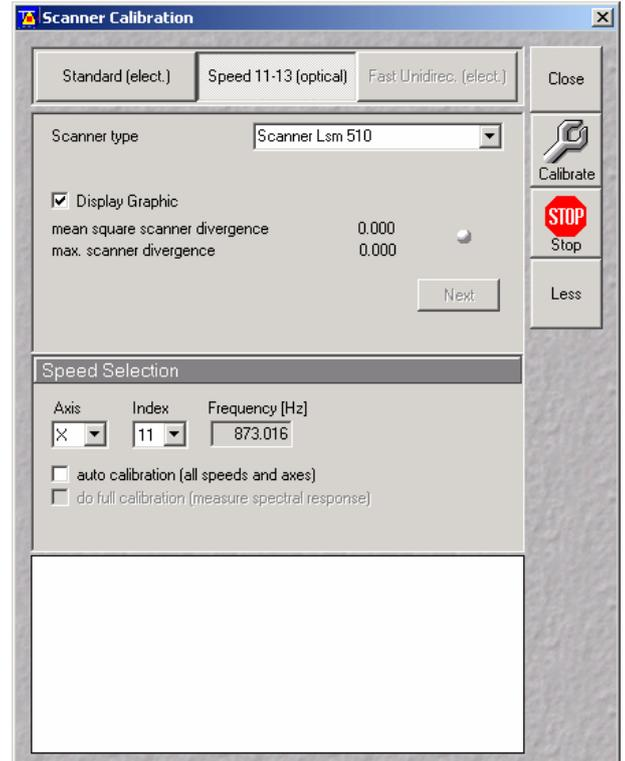 Scanner Calibration
Standard (elect.) Speed 11-13 (optical) Fast Unidirec. (elect.) Close
Scanner type Scanner Lsm 510
Calibrate
Display Graphic
mean square scanner divergence 0.000
max. scanner divergence 0.000
STOP
Stop
Next Less
Speed Selection
Axis Index Frequency [Hz]
X 11 873.016
auto calibration (all speeds and axes)
do full calibration (measure spectral response)